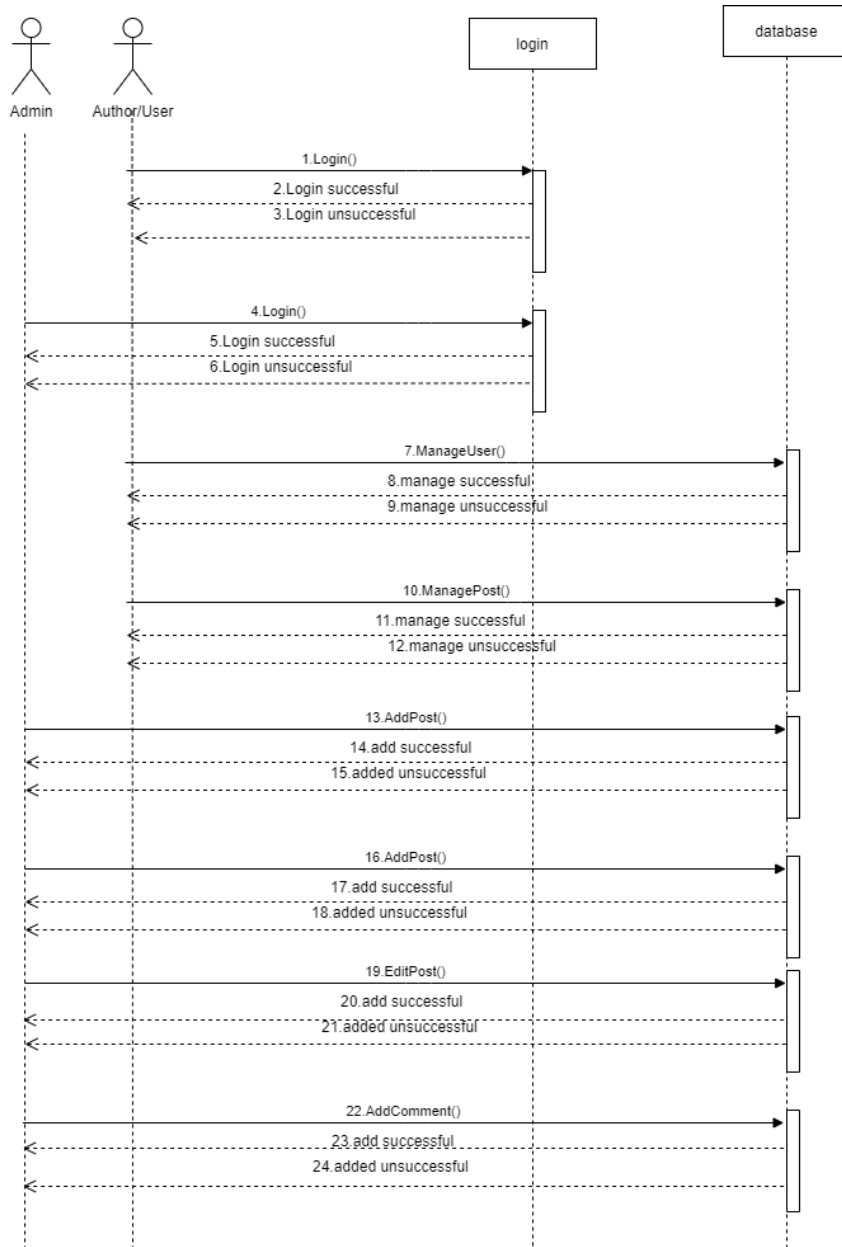 login
database
Admin
Author/User
1.Login()
2.Login successful
3.Login unsuccessful
4.Login()
5.Login successful
6.Login unsuccessful
7.ManageUser()
8.manage successful
9.manage unsuccessful
10.ManagePost()
11.manage successful
12.manage unsuccessful
13.AddPost()
14.add successful
15.added unsuccessful
16.AddPost()
17.add successful
18.added unsuccessful
19.EditPost()
20.add successful
21.added unsuccessful
22.AddComment()
23.add successful
24.added unsuccessful